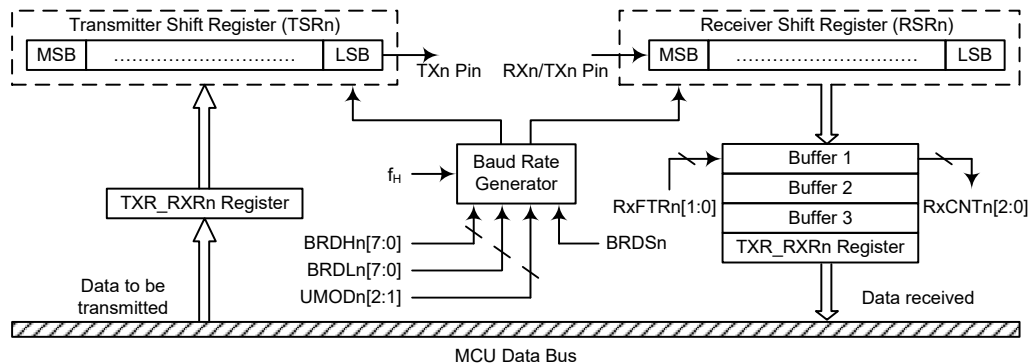 Transmitter Shift Register (TSRn)
MSB ………………………… LSB
TXn Pin
RXn/TXn Pin
Receiver Shift Register (RSRn)
MSB ………………………… LSB
fH
Baud Rate
Generator
TXR_RXRn Register
BRDHn[7:0]
BRDLn[7:0]
UMODn[2:1]
BRDSn
RxFTRn[1:0]
Buffer 1
Buffer 2
Buffer 3
TXR_RXRn Register
RxCNTn[2:0]
Data to be
transmitted
Data received
MCU Data Bus